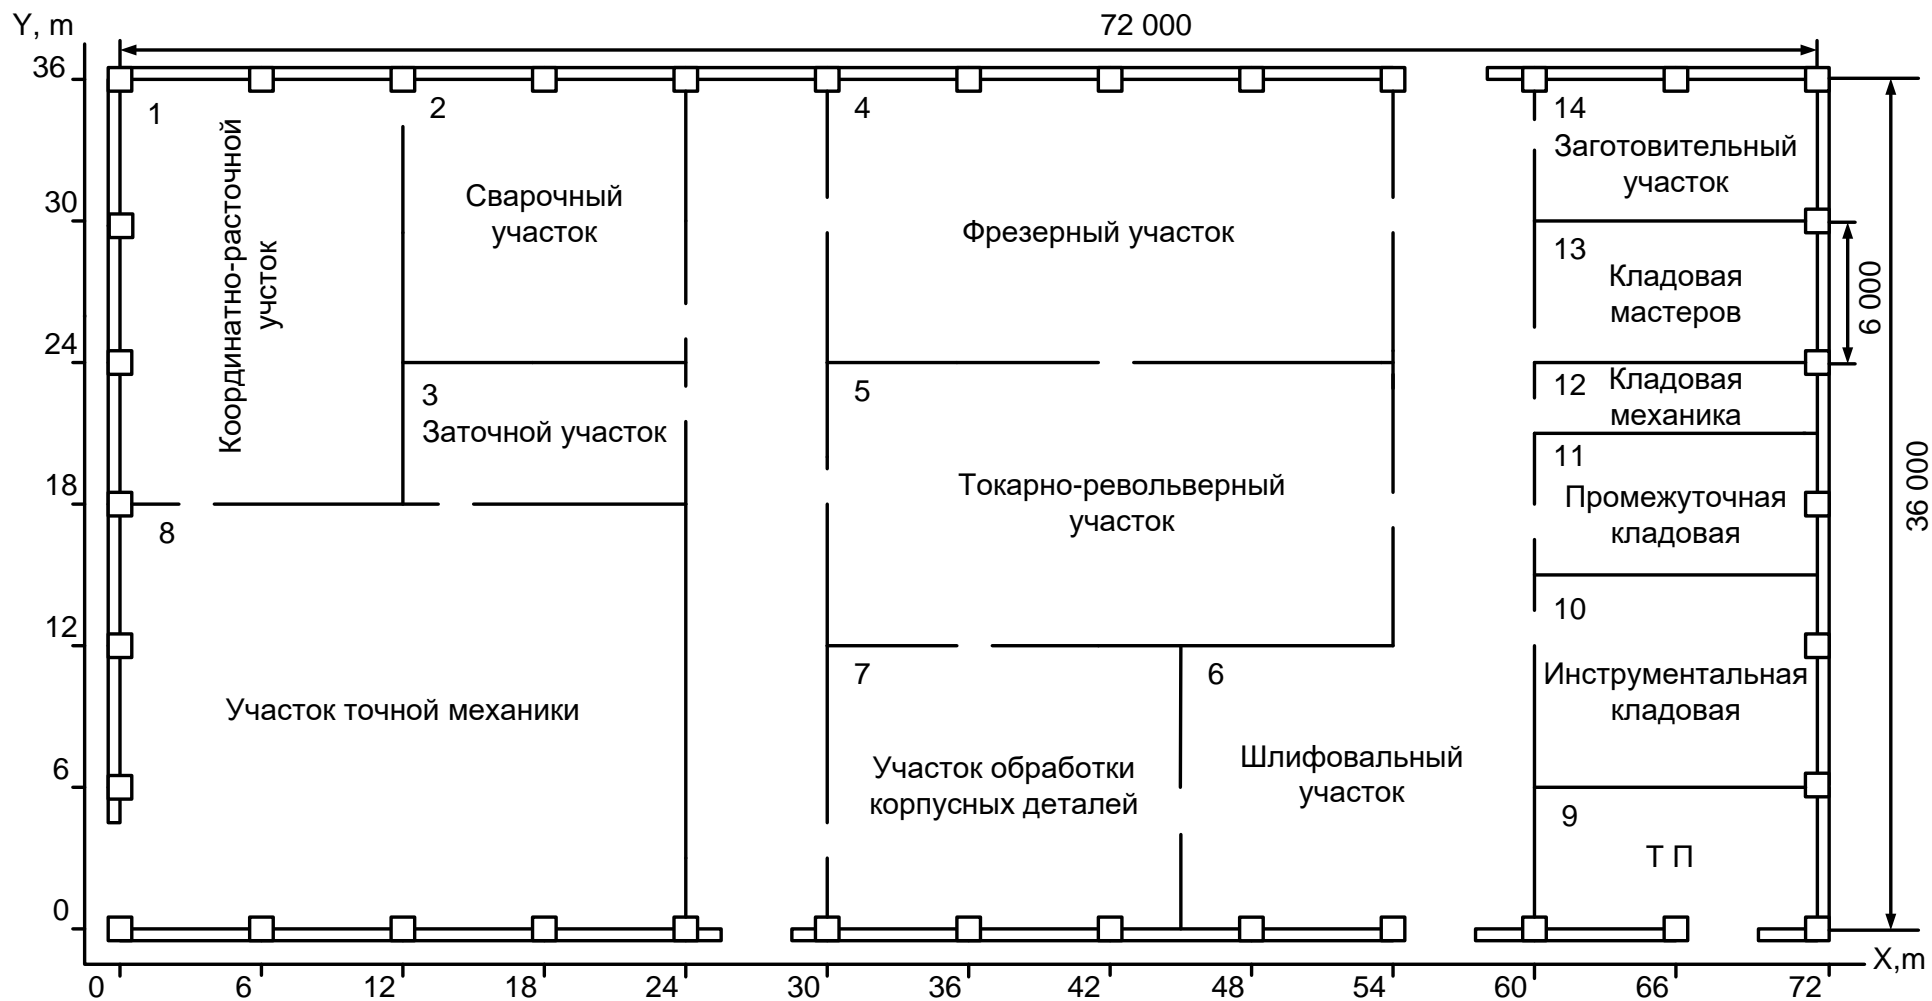 Y, m
72 000
36
30
24
18
12
6
0
1
Координатно-расточной
учсток
2
Сварочный
участок
3
Заточной участок
4
Фрезерный участок
5
Токарно-револьверный
участок
14
Заготовительный
участок
13
Кладовая
мастеров
12
Кладовая
механика
11
Промежуточная
кладовая
10
Инструментальная
кладовая
9
Т П
8
Участок точной механики
7
Участок обработки
корпусных деталей
6
Шлифовальный
участок
6 000
36 000
0
6
12
18
24
30
36
42
48
54
60
66
72
X,m